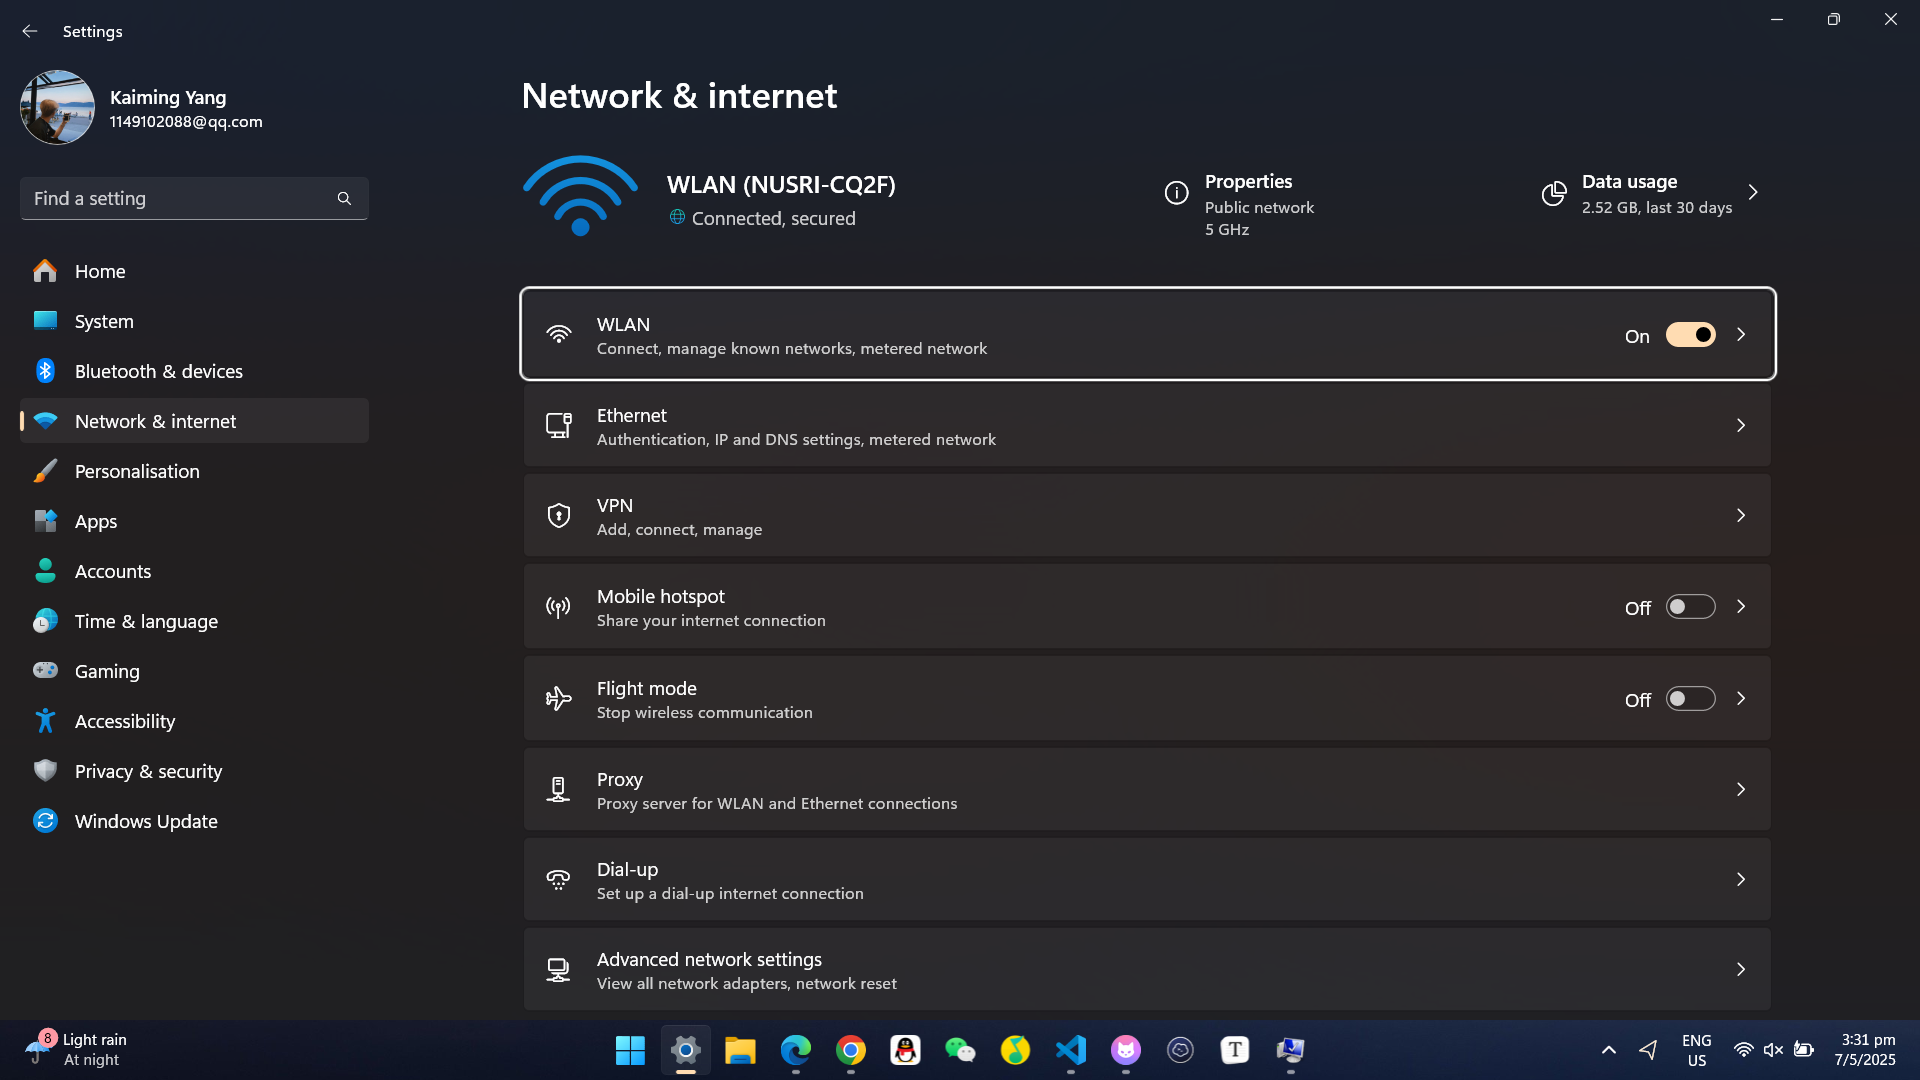 Settings
Kaiming Yang
1149102088@qq.com
Find a setting
Home
System
Bluetooth & devices
Network & internet
Personalisation
Apps
Accounts
Time & language
Gaming
Accessibility
Privacy & security
Windows Update
Network & internet
WLAN (NUSRI-CQ2F)
Connected, secured
Properties
Public network
5 GHz
Data usage
2.52 GB, last 30 days
WLAN
Connect, manage known networks, metered network
On
Ethernet
Authentication, IP and DNS settings, metered network
VPN
Add, connect, manage
Mobile hotspot
Share your internet connection
Off
Flight mode
Stop wireless communication
Off
Proxy
Proxy server for WLAN and Ethernet connections
Dial-up
Set up a dial-up internet connection
Advanced network settings
View all network adapters, network reset
8
Light rain
At night
T
ENG
US
3:31 pm
7/5/2025